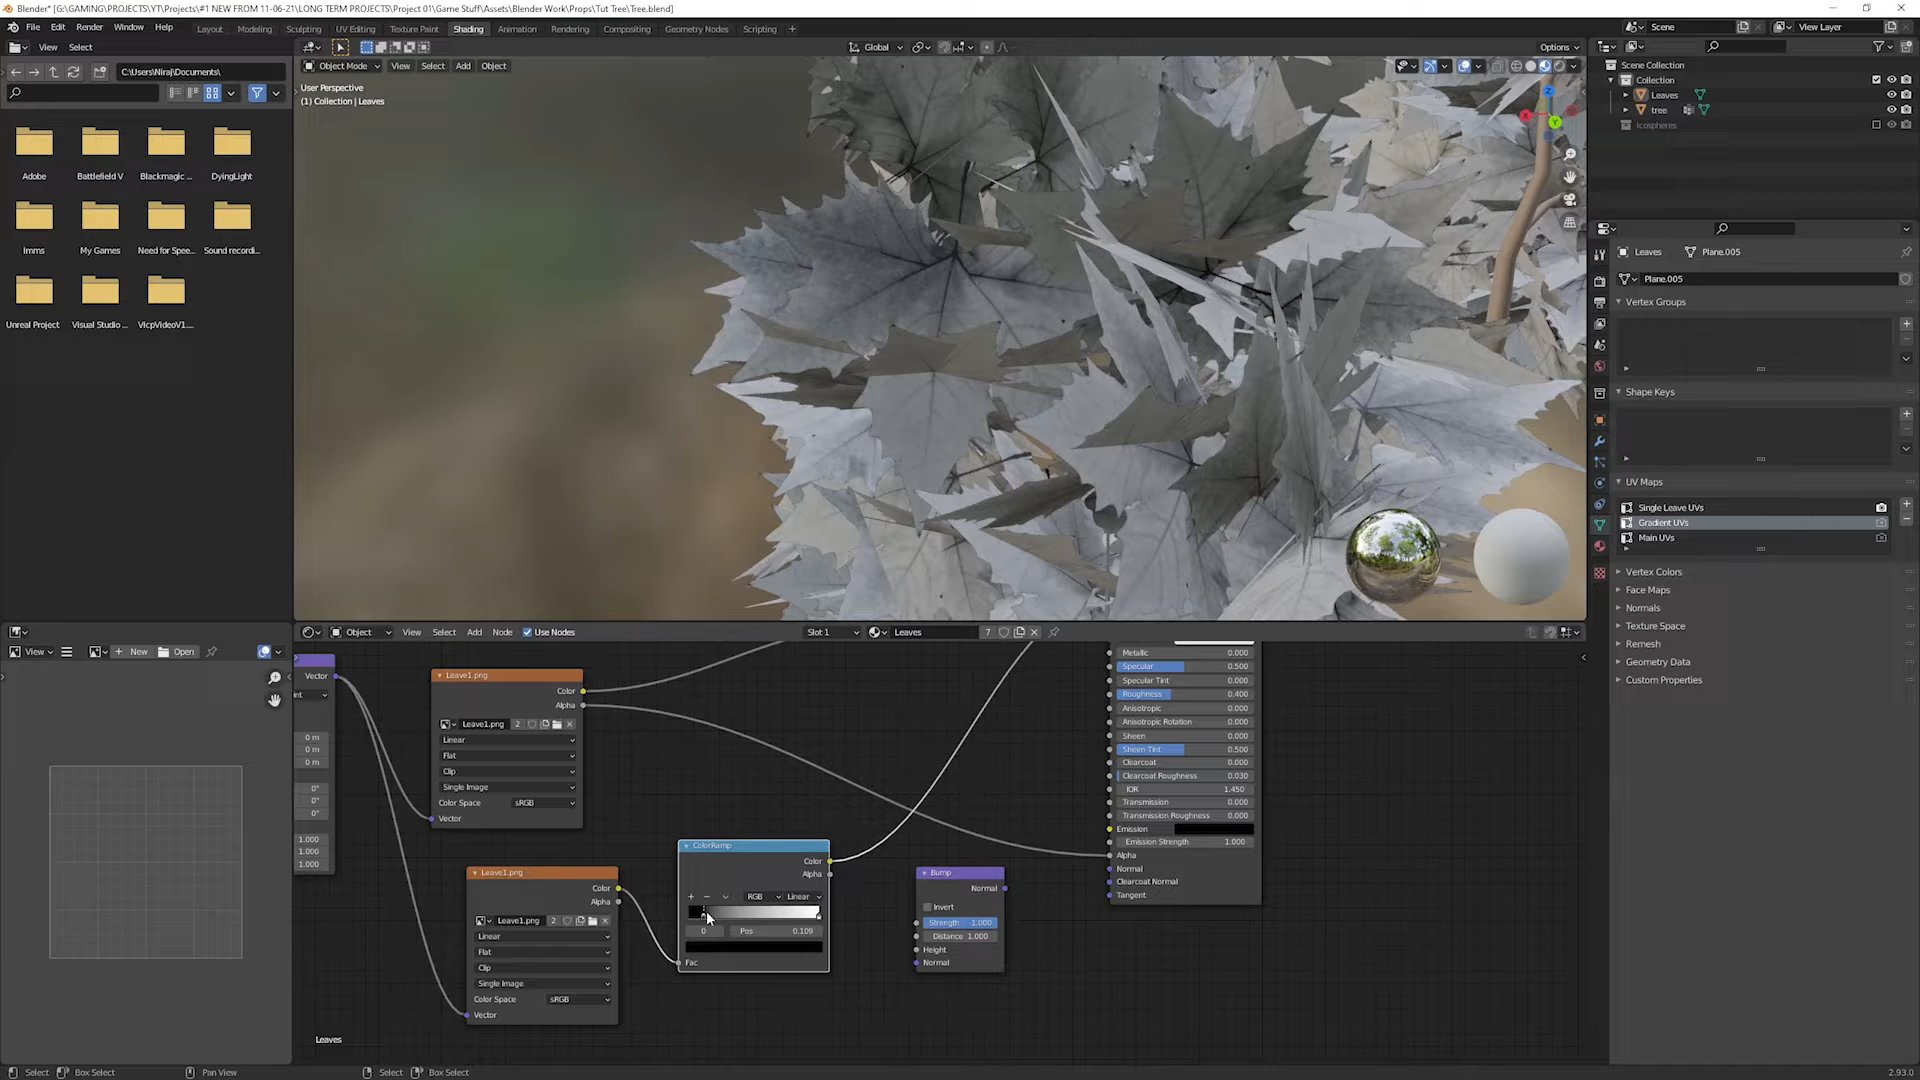 Blender* [G:\GAMING\PROJECTS\YT\Projects\#1 NEW FROM 11-06-21\LONG TERM PROJECTS\Project 01\Game Stuff\Assets\Blender Work\Props\Tut Tree\Tree.blend]
File Edit Render Window Help Layout Modeling Sculpting UV Editing Texture Paint Shading Animation Rendering Compositing Geometry Nodes Scripting + Scene View Layer
View Select Global Options
C:\Users\Niraj\Documents\
Object Mode View Select Add Object
User Perspective
(1) Collection | Leaves
Adobe Battlefield V Blackmagic ... DyingLight
Imms My Games Need for Spee... Sound recordi...
Unreal Project Visual Studio ... VlcpVideoV1....
Z
X
Y
Scene Collection
Collection
Leaves
tree
Icospheres
Leaves Plane.005
Plane.005
Vertex Groups
Shape Keys
UV Maps
Single Leave UVs
Gradient UVs
Main UVs
Vertex Colors
Face Maps
Normals
Texture Space
Remesh
Geometry Data
Custom Properties
View New Open
Object View Select Add Node Use Nodes Slot 1 Leaves 7
Vector
0 m
0 m
0 m
0°
0°
0°
1.000
1.000
1.000
Leave1.png
Color
Alpha
Leave1.png 2
Linear
Flat
Clip
Single Image
Color Space sRGB
Vector
Leave1.png
Color
Alpha
Leave1.png 2
Linear
Flat
Clip
Single Image
Color Space sRGB
Vector
ColorRamp
Color
Alpha
+ − RGB Linear
0 Pos 0.109
Fac
Bump
Normal
Invert
Strength 1.000
Distance 1.000
Height
Normal
Metallic 0.000
Specular 0.500
Specular Tint 0.000
Roughness 0.400
Anisotropic 0.000
Anisotropic Rotation 0.000
Sheen 0.000
Sheen Tint 0.500
Clearcoat 0.000
Clearcoat Roughness 0.030
IOR 1.450
Transmission 0.000
Transmission Roughness 0.000
Emission
Emission Strength 1.000
Alpha
Normal
Clearcoat Normal
Tangent
Leaves
Select Box Select Pan View Select Box Select 2.93.0